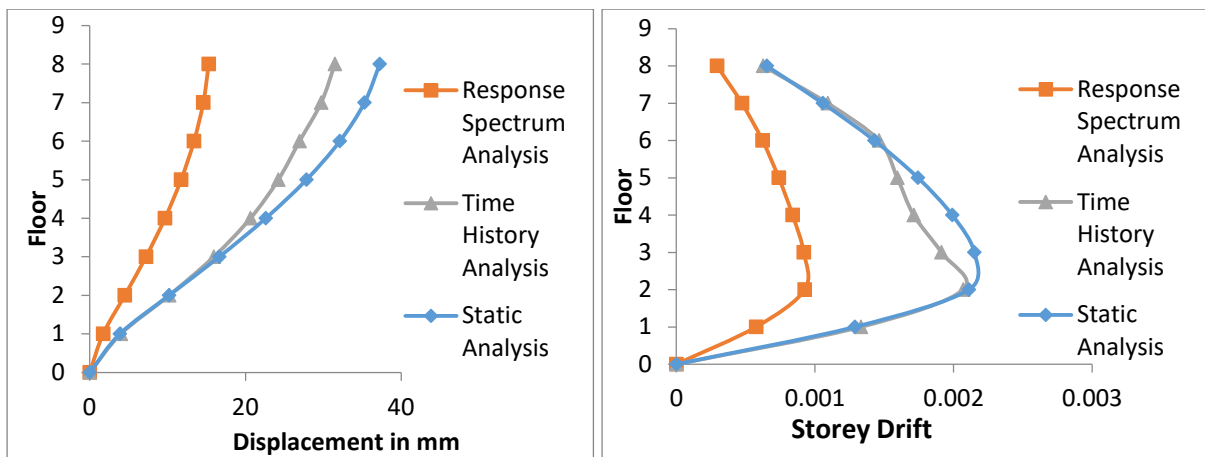 9
8
7
6
5
4
3
2
1
0
Floor
0
20
40
Displacement in mm
Response
Spectrum
Analysis
Time
History
Analysis
Static
Analysis
9
8
7
6
5
4
3
2
1
0
Floor
0
0.001
0.002
0.003
Storey Drift
Response
Spectrum
Analysis
Time
History
Analysis
Static
Analysis